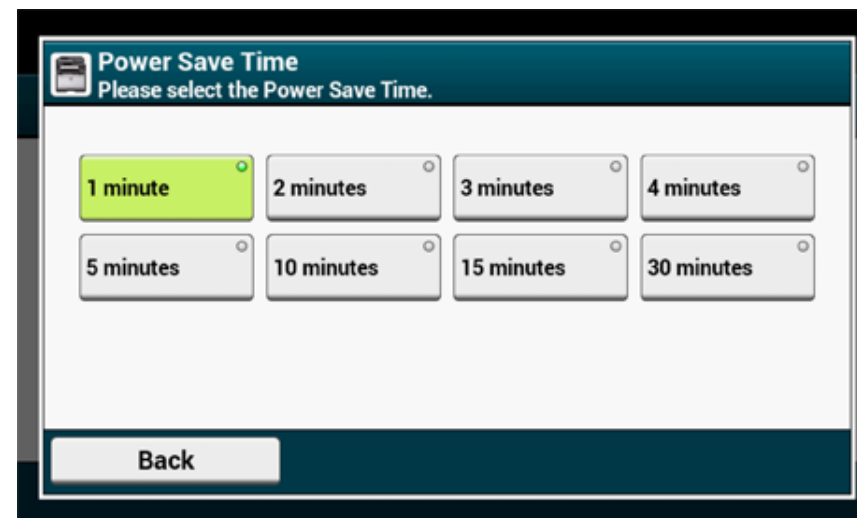 Power Save Time
Please select the Power Save Time.
1 minute
2 minutes
3 minutes
4 minutes
5 minutes
10 minutes
15 minutes
30 minutes
Back